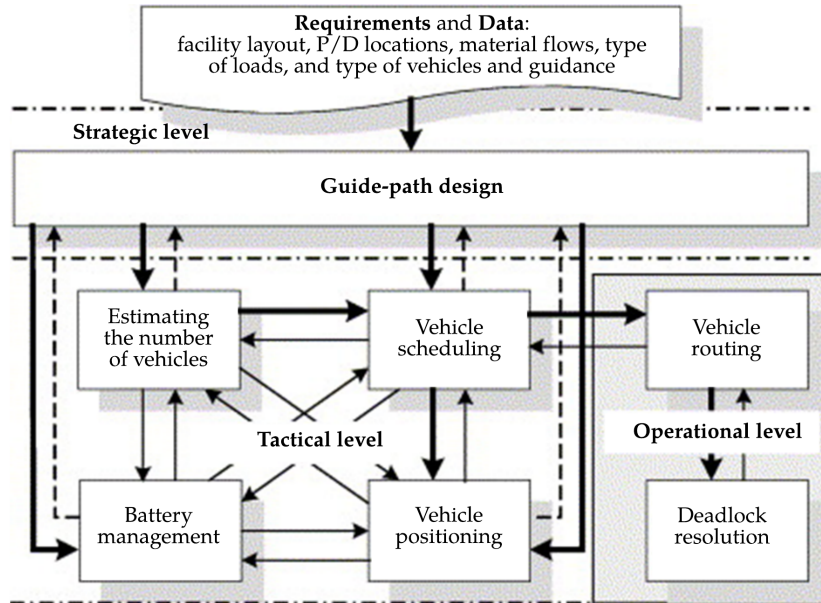 Requirements and Data:
facility layout, P/D locations, material flows, type
of loads, and type of vehicles and guidance
Strategic level
Guide-path design
Estimating
the number
of vehicles
Vehicle
scheduling
Vehicle
routing
Tactical level
Operational level
Battery
management
Vehicle
positioning
Deadlock
resolution